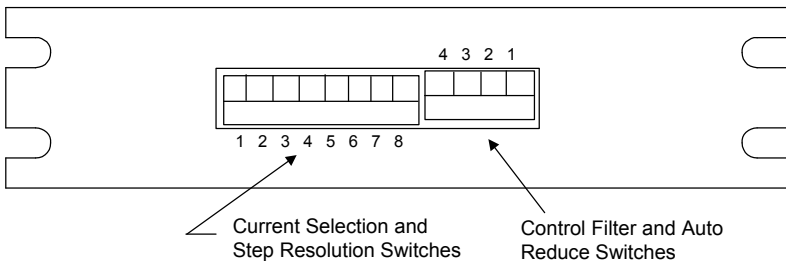 4 3 2 1
1 2 3 4 5 6 7 8
Current Selection and
Step Resolution Switches
Control Filter and Auto
Reduce Switches